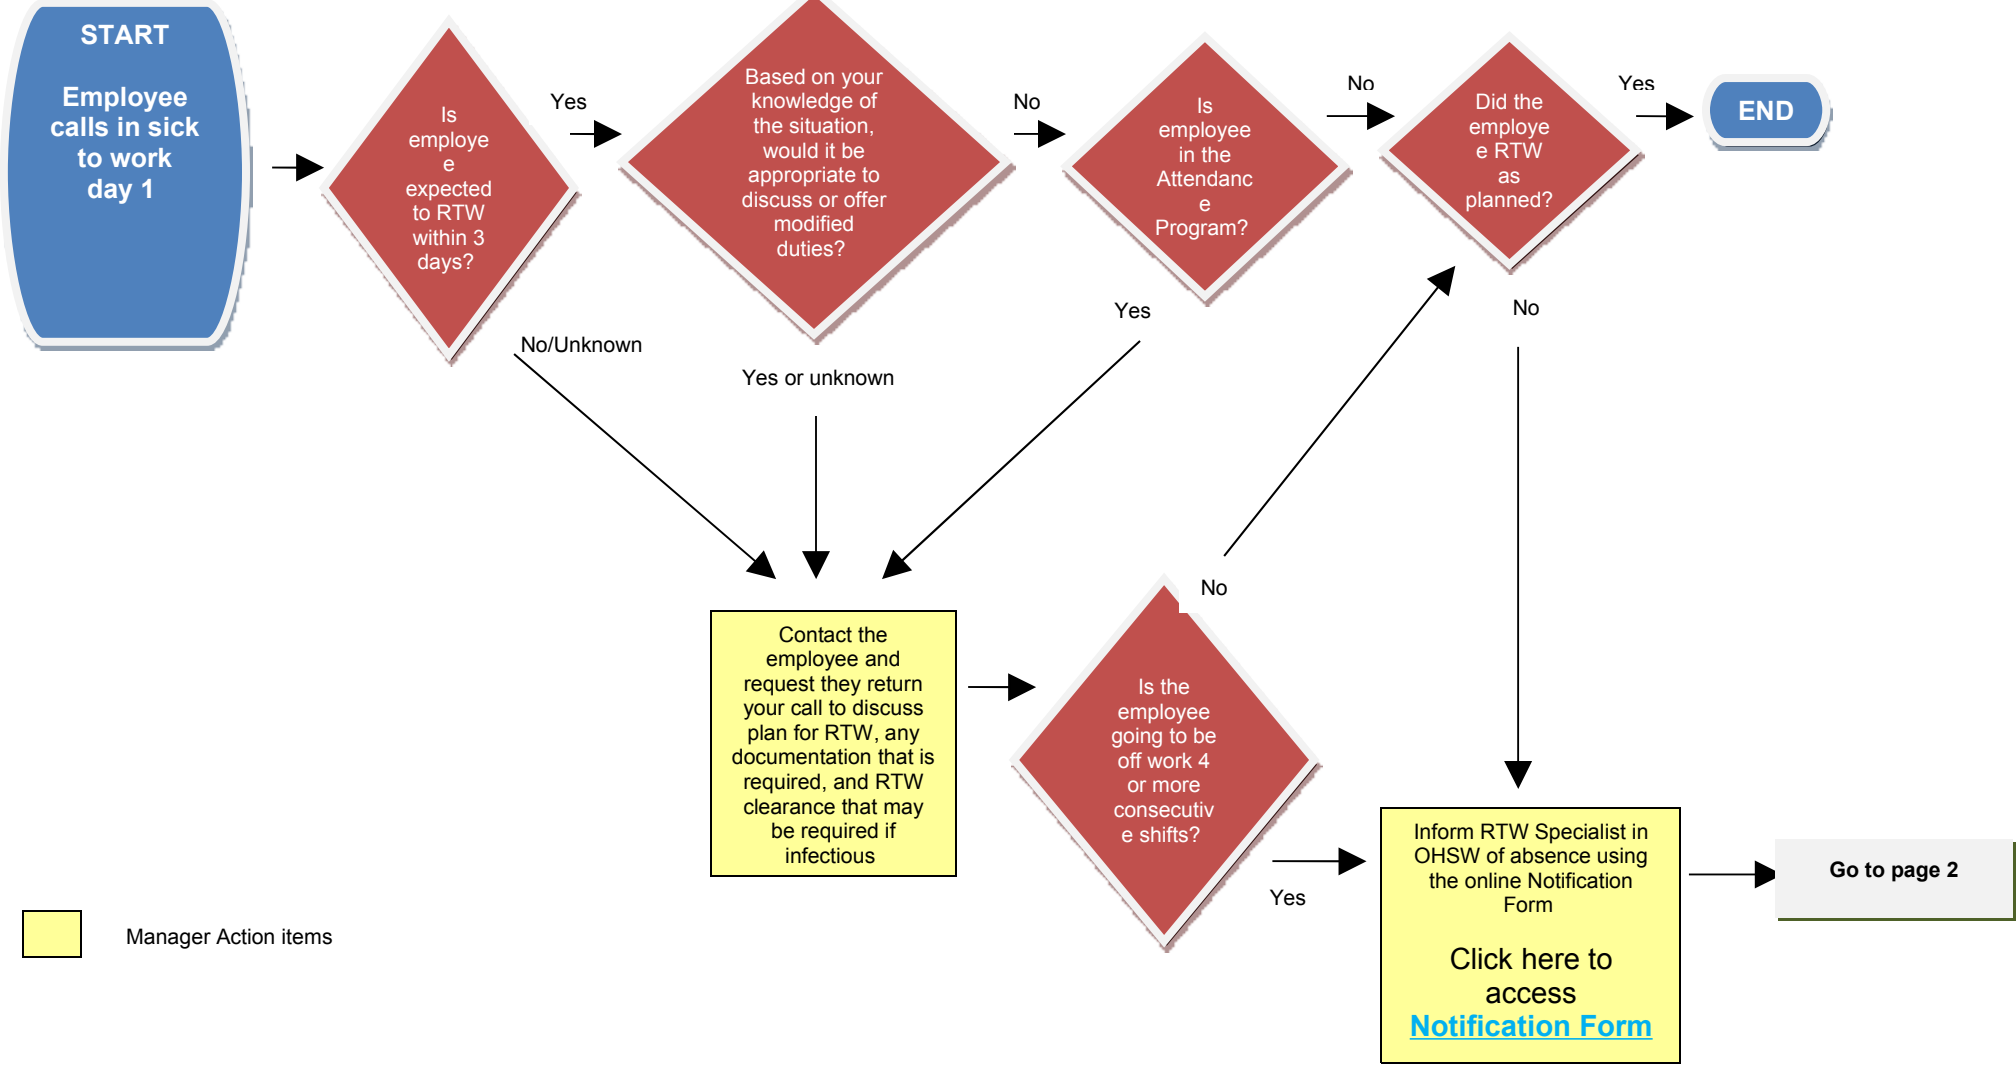 START
Employee
calls in sick
to work
day 1
Is
employe
e
expected
to RTW
within 3
days?
Yes
No/Unknown
Based on your
knowledge of
the situation,
would it be
appropriate to
discuss or offer
modified
duties?
No
Yes or unknown
Is
employee
in the
Attendanc
e
Program?
No
Yes
Did the
employe
e RTW
as
planned?
Yes
No
END
Contact the
employee and
request they return
your call to discuss
plan for RTW, any
documentation that is
required, and RTW
clearance that may
be required if
infectious
No
Is the
employee
going to be
off work 4
or more
consecutiv
e shifts?
Yes
Inform RTW Specialist in
OHSW of absence using
the online Notification
Form
Click here to
access
Notification Form
Go to page 2
Manager Action items